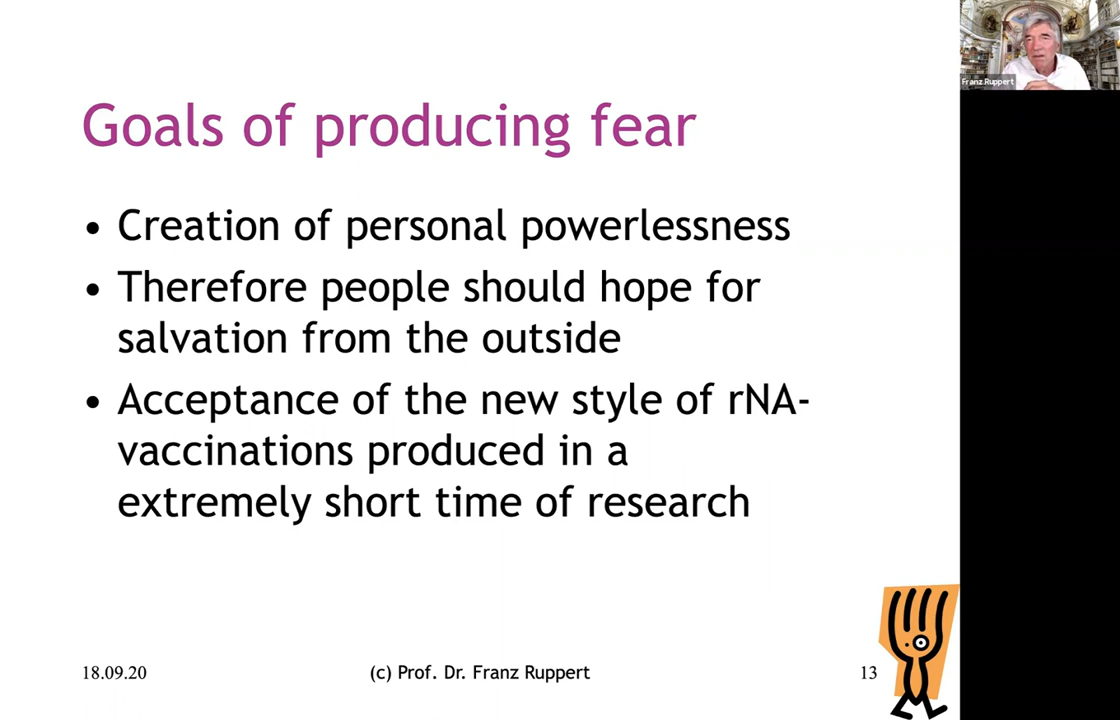 Franz Ruppert
Goals of producing fear
• Creation of personal powerlessness
• Therefore people should hope for
salvation from the outside
• Acceptance of the new style of rNA-
vaccinations produced in a
extremely short time of research
18.09.20
(c) Prof. Dr. Franz Ruppert
13